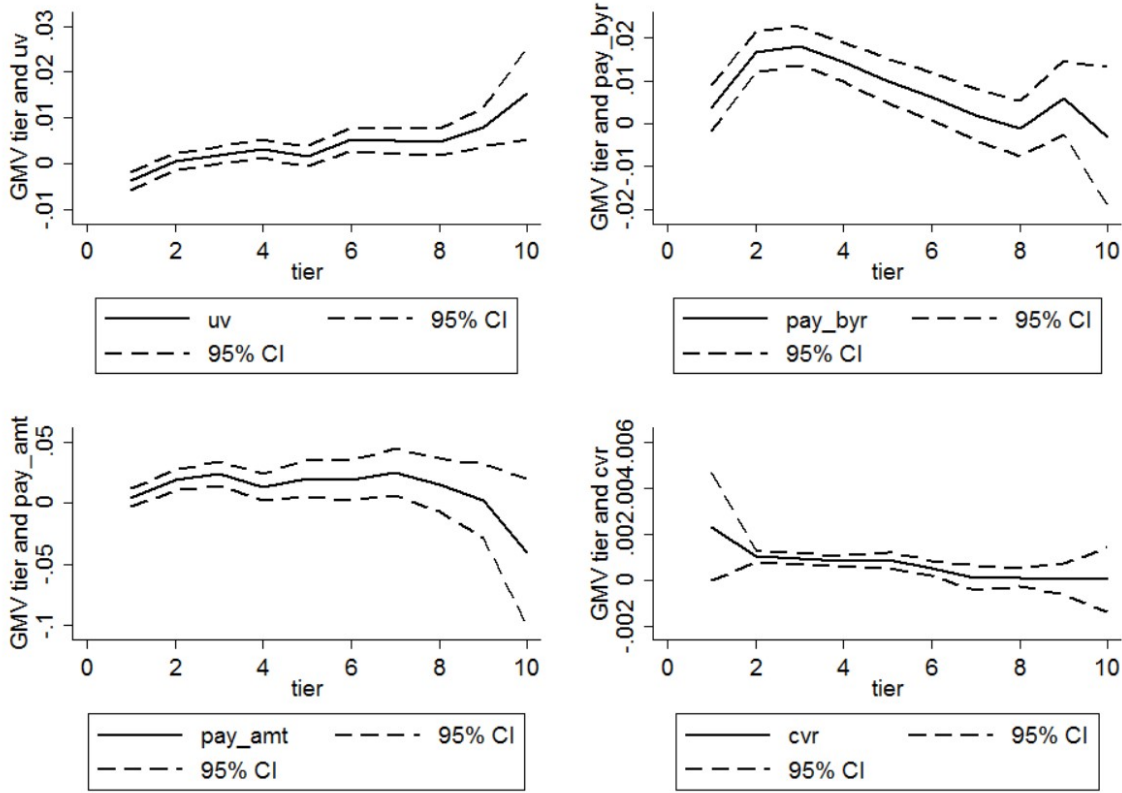 GMV tier and uv
.03
.02
.01
0
-.01
0 2 4 6 8 10
tier
uv 95% CI
95% CI
GMV tier and pay_byr
.02
.01
0
-.01
-.02
0 2 4 6 8 10
tier
pay_byr 95% CI
95% CI
GMV tier and pay_amt
.05
0
-.05
-.1
0 2 4 6 8 10
tier
pay_amt 95% CI
95% CI
GMV tier and cvr
.006
.004
.002
0
-.002
0 2 4 6 8 10
tier
cvr 95% CI
95% CI